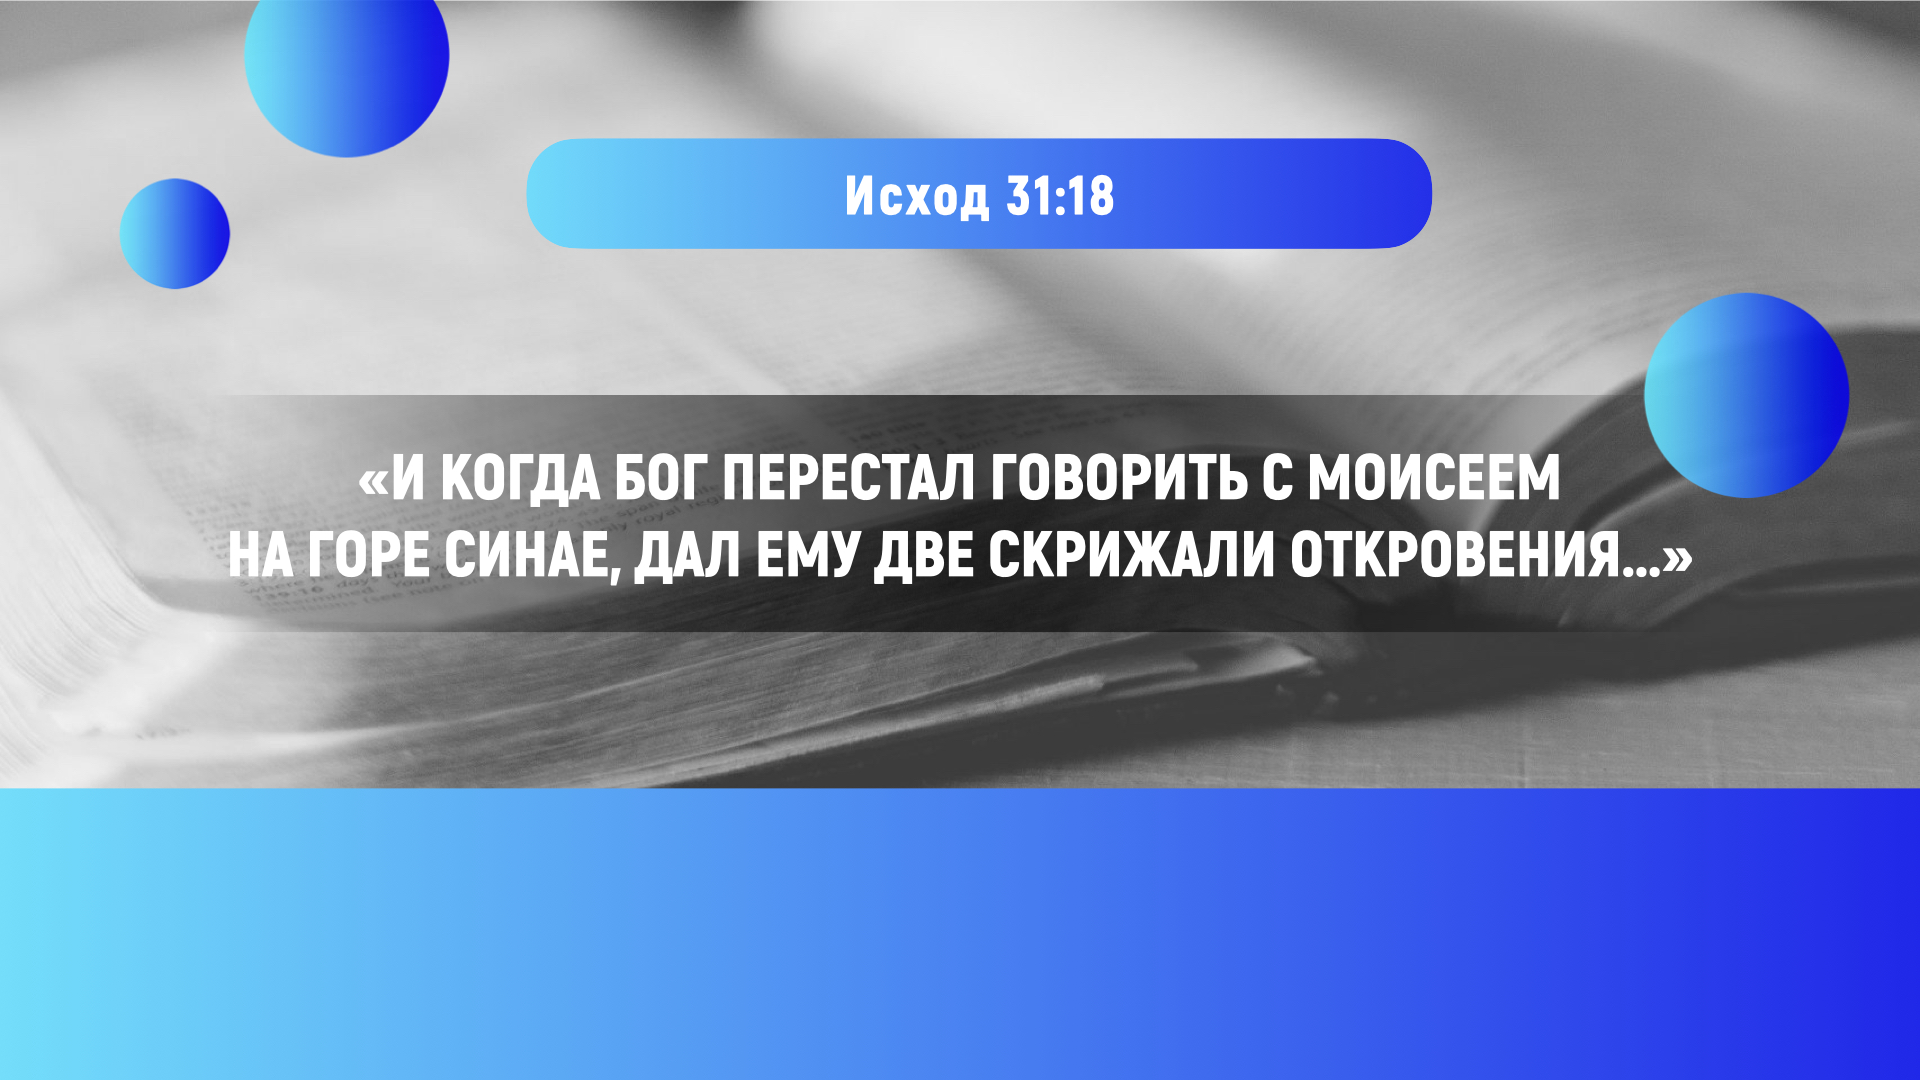 Исход 31:18
«И КОГДА БОГ ПЕРЕСТАЛ ГОВОРИТЬ С МОИСЕЕМ
НА ГОРЕ СИНАЕ, ДАЛ ЕМУ ДВЕ СКРИЖАЛИ ОТКРОВЕНИЯ...»